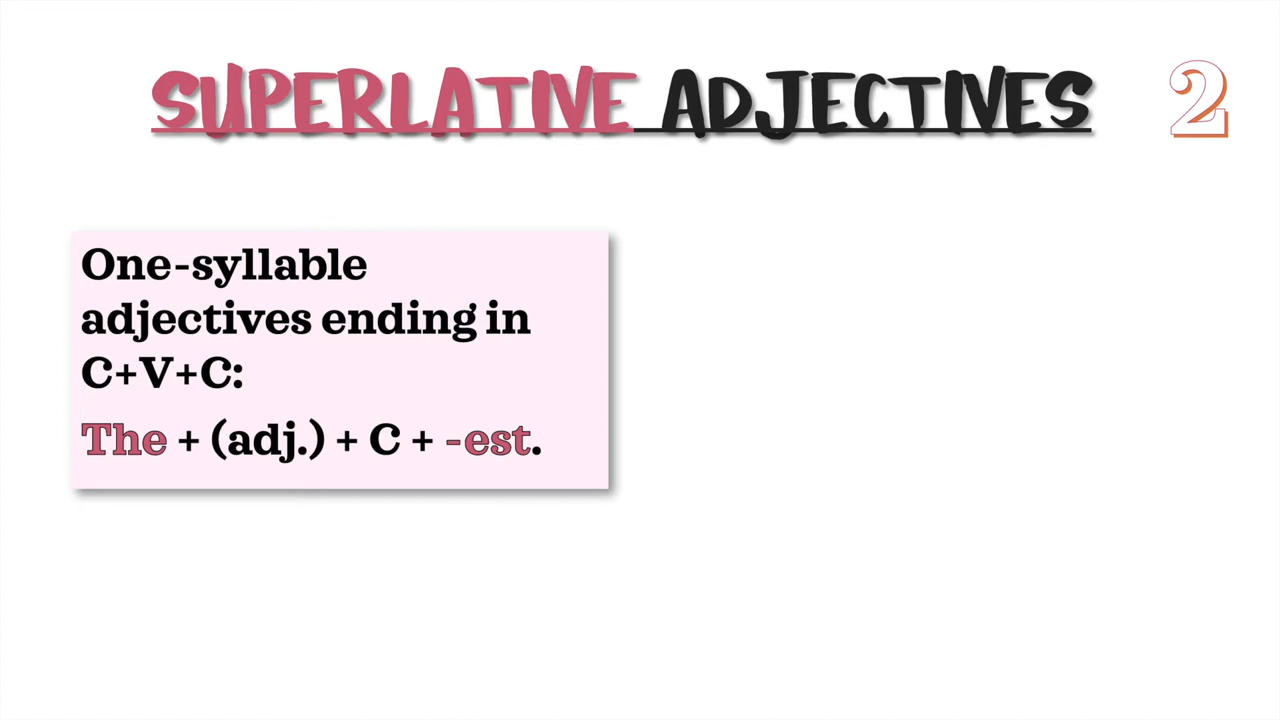 SUPERLATIVE ADJECTIVES
2
One-syllable
adjectives ending in
C+V+C:
The + (adj.) + C + -est.